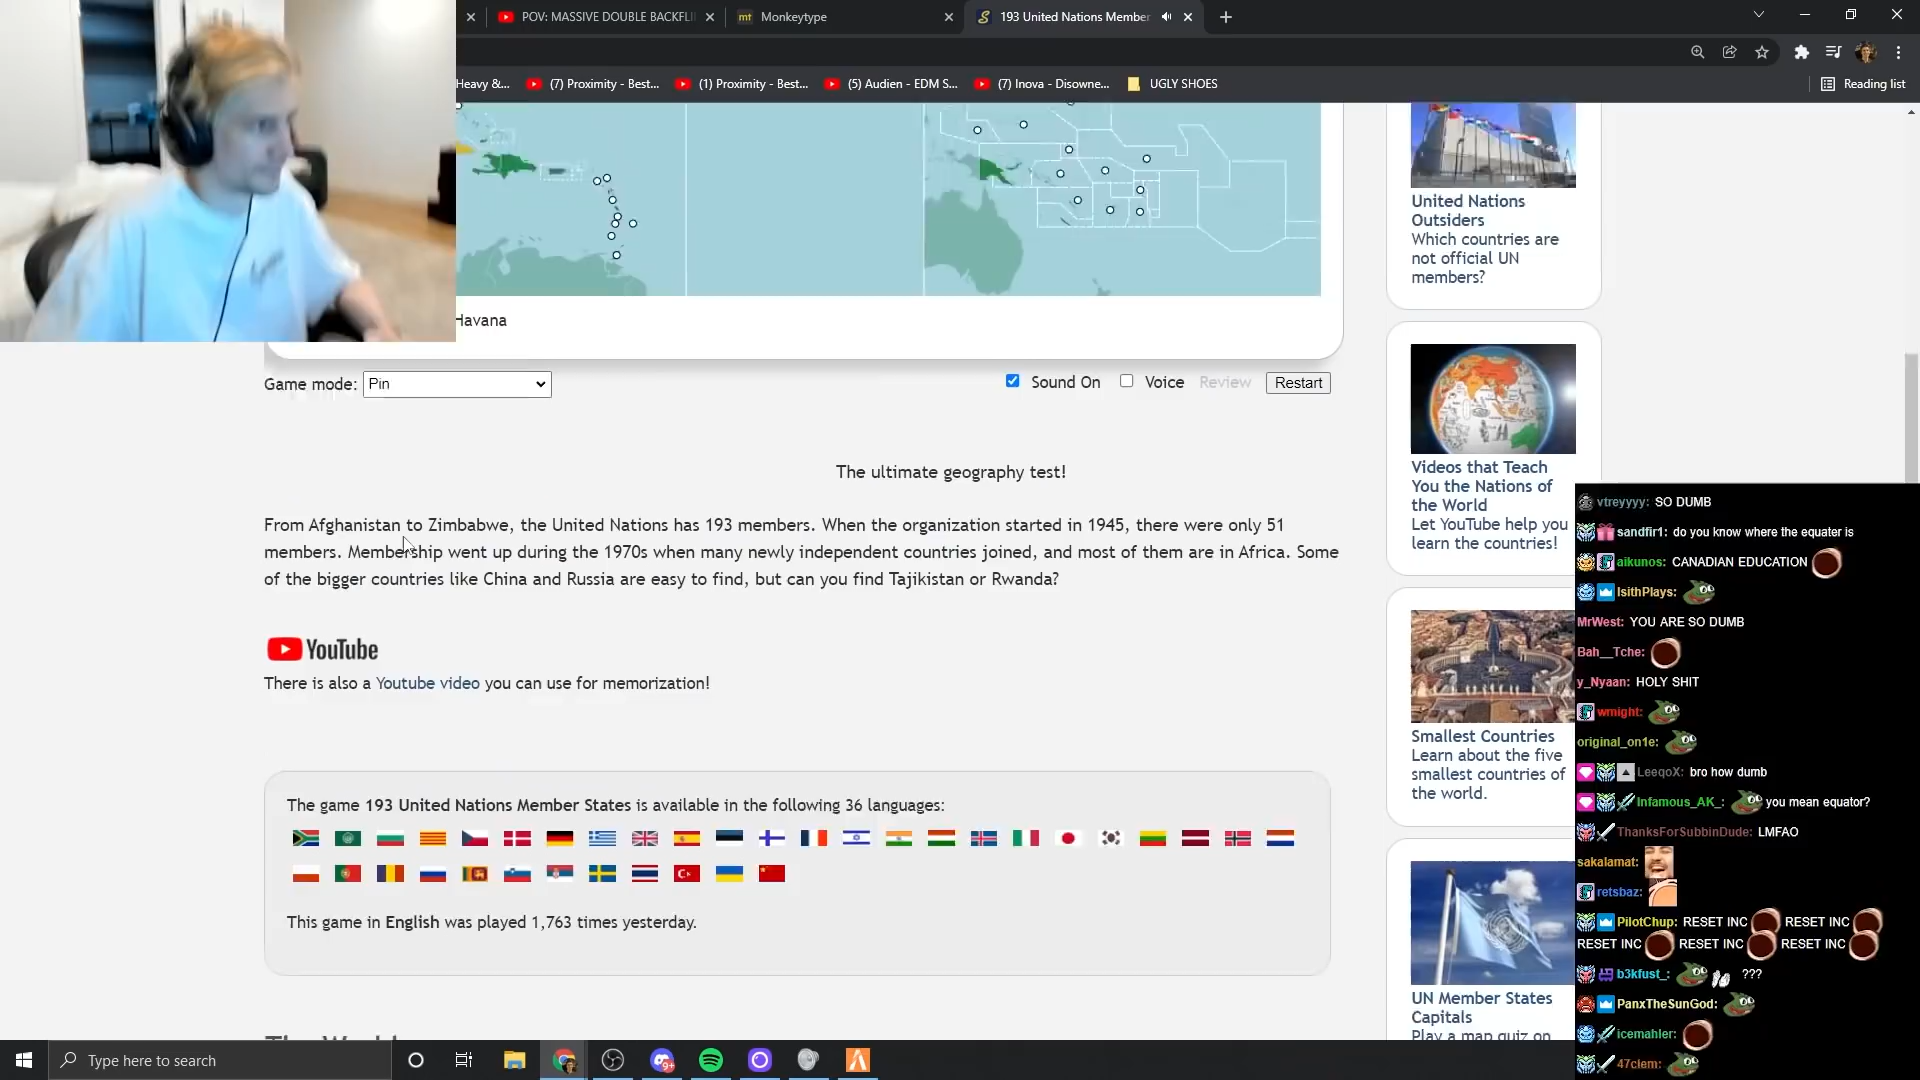 POV: MASSIVE DOUBLE BACKFLI
mt Monkeytype
193 United Nations Member
Heavy &...
(7) Proximity - Best...
(1) Proximity - Best...
(5) Audien - EDM S...
(7) Inova - Disowne...
UGLY SHOES
Reading list
Havana
Game mode: Pin
Sound On
Voice
Review
Restart
The ultimate geography test!
From Afghanistan to Zimbabwe, the United Nations has 193 members. When the organization started in 1945, there were only 51
members. Membership went up during the 1970s when many newly independent countries joined, and most of them are in Africa. Some
of the bigger countries like China and Russia are easy to find, but can you find Tajikistan or Rwanda?
YouTube
There is also a Youtube video you can use for memorization!
The game 193 United Nations Member States is available in the following 36 languages:
This game in English was played 1,763 times yesterday.
United Nations
Outsiders
Which countries are
not official UN
members?
Videos that Teach
You the Nations of
the World
Let YouTube help you
learn the countries!
Smallest Countries
Learn about the five
smallest countries of
the world.
UN Member States
Capitals
Play a map quiz on
vtreyyyy: SO DUMB
sandfir1: do you know where the equater is
aikunos: CANADIAN EDUCATION
IsithPlays:
MrWest: YOU ARE SO DUMB
Bah__Tche:
y_Nyaan: HOLY SHIT
wmight:
original_on1e:
LeeqoX: bro how dumb
Infamous_AK_: you mean equator?
ThanksForSubbinDude: LMFAO
sakalamat:
retsbaz:
PilotChup: RESET INC RESET INC
RESET INC RESET INC RESET INC
b3kfust_: ???
PanxTheSunGod:
icemahler:
47clem:
Type here to search
9+